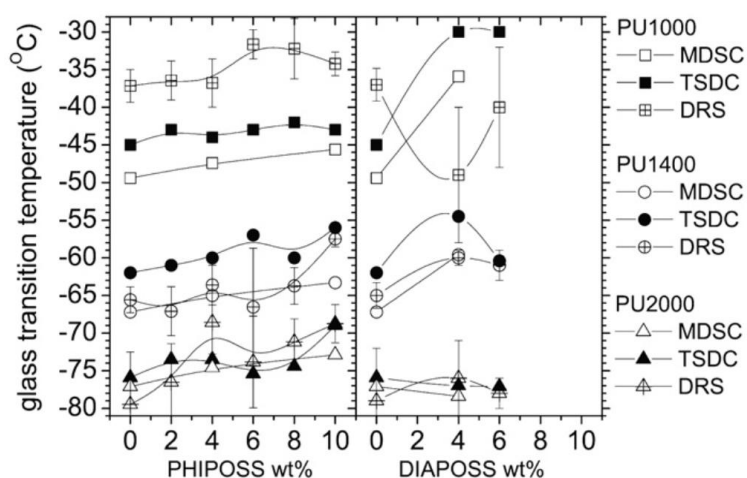 glass transition temperature (°C)
-30
-35
-40
-45
-50
-55
-60
-65
-70
-75
-80
0 2 4 6 8 10 0 2 4 6 8 10
PHIPOSS wt% DIAPOSS wt%
PU1000
MDSC
TSDC
DRS
PU1400
MDSC
TSDC
DRS
PU2000
MDSC
TSDC
DRS